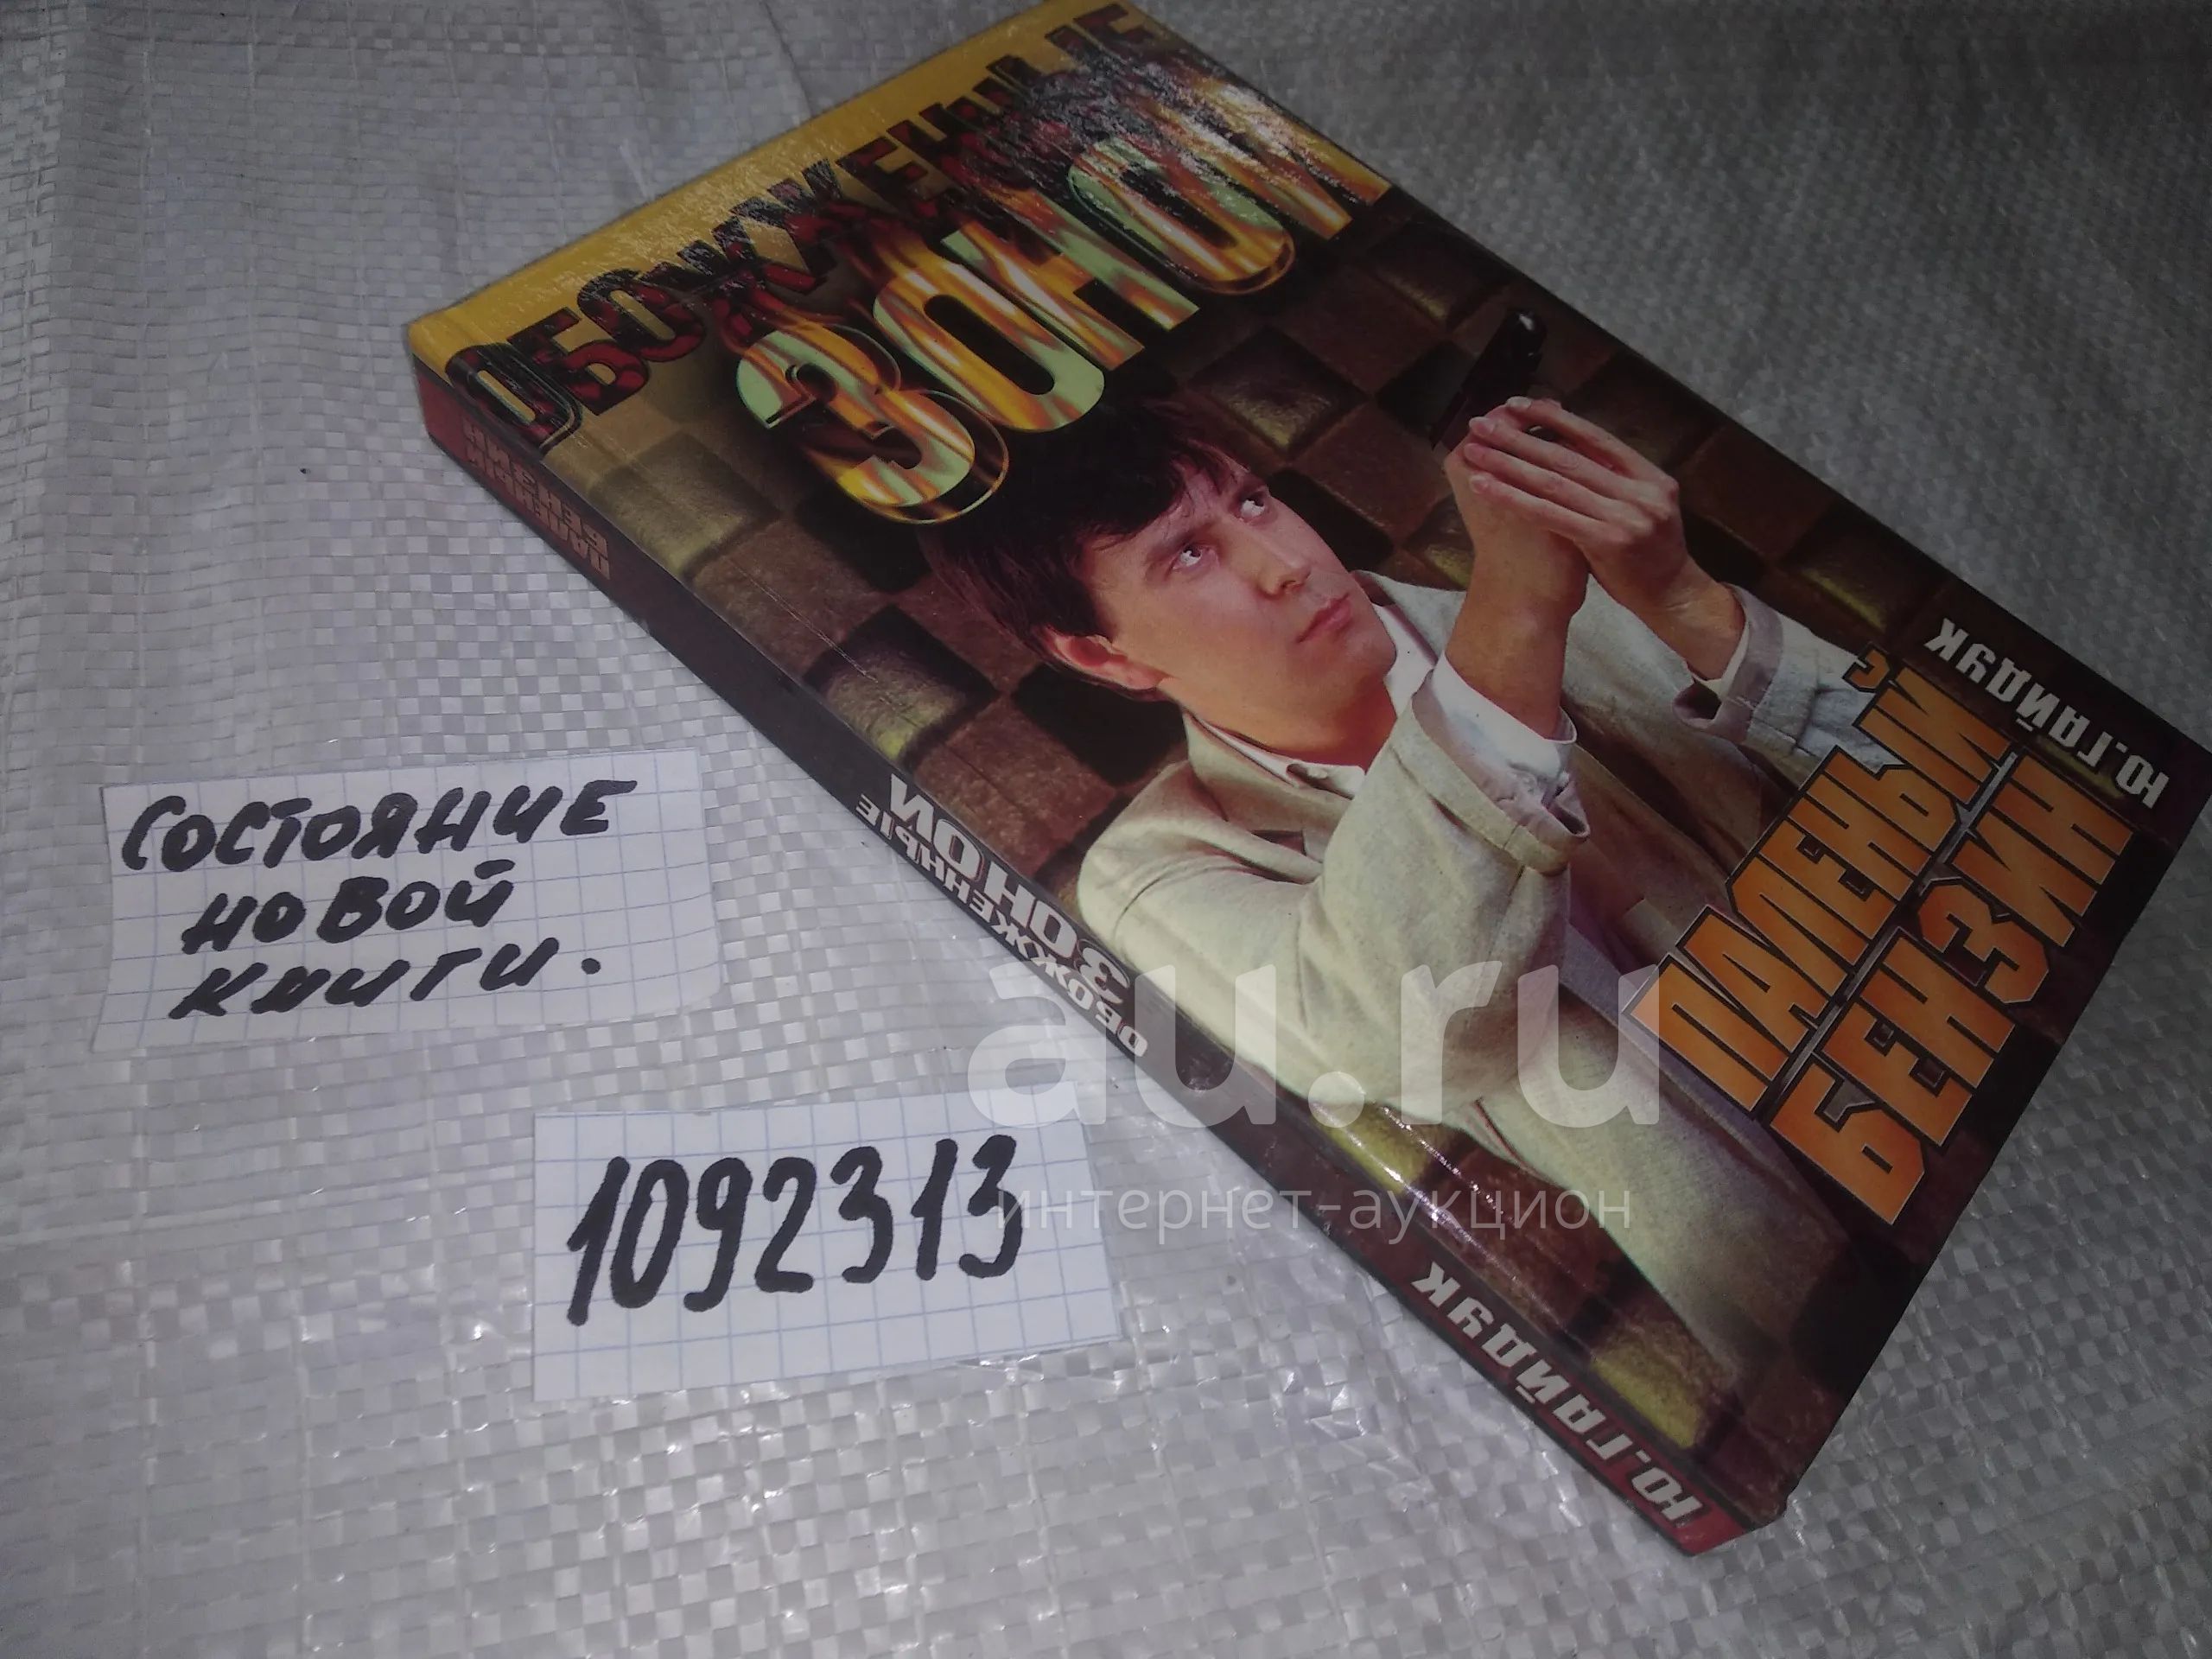 ОБОЖЖЕННЫЕ
ЗОНОЙ
Ю.ГАЙДУК
ПАЛЕНЫЙ
БЕНЗИН
ПАЛЕНЫЙ
БЕНЗИН
ОБОЖЖЕННЫЕ
ЗОНОЙ
Ю.ГАЙДУК
СОСТОЯНИЕ
НОВОЙ
КНИГИ.
1092313
au.ru
интернет-аукцион